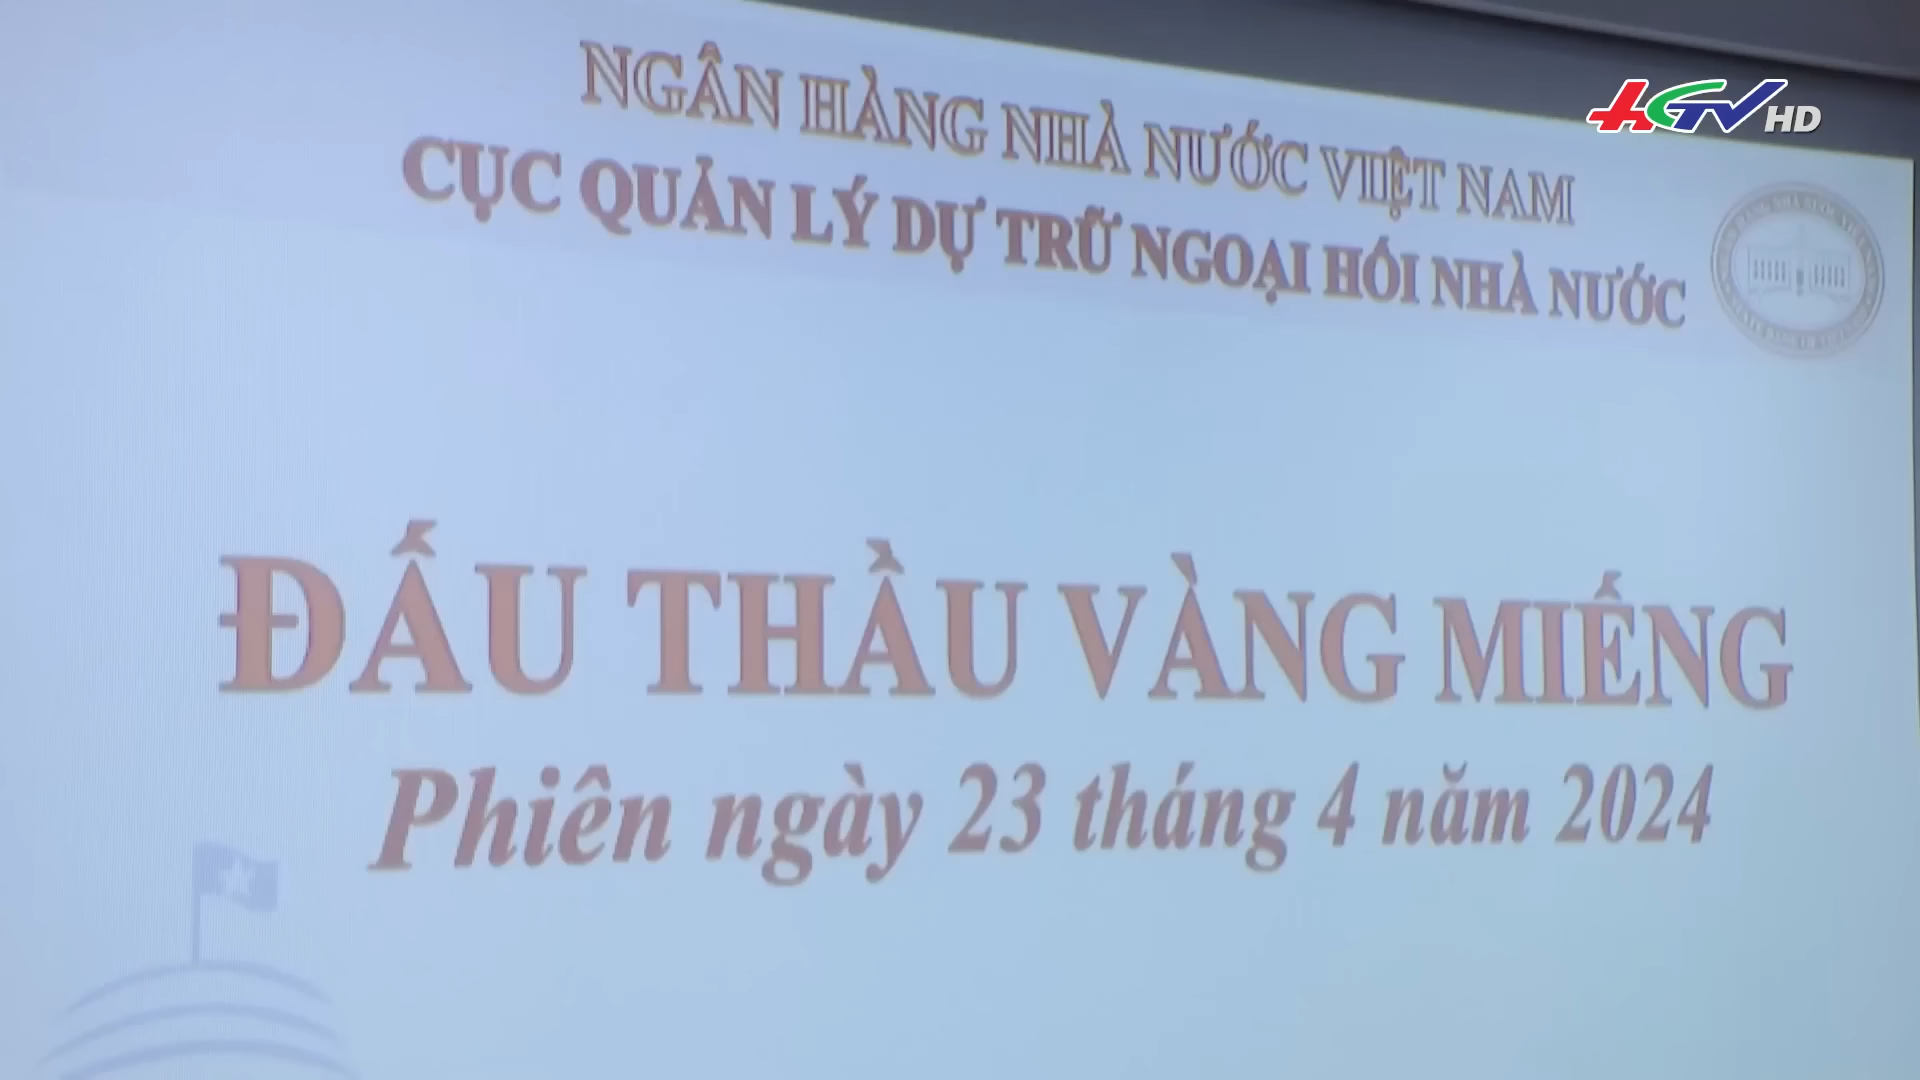 HGTV HD
NGÂN HÀNG NHÀ NƯỚC VIỆT NAM
CỤC QUẢN LÝ DỰ TRỮ NGOẠI HỐI NHÀ NƯỚC
ĐẤU THẦU VÀNG MIẾNG
Phiên ngày 23 tháng 4 năm 2024